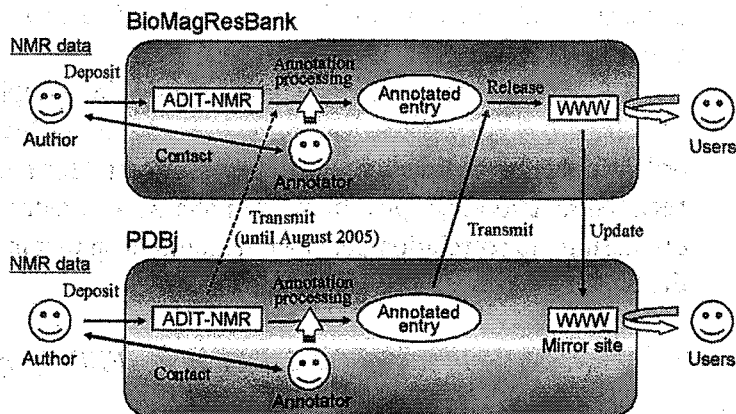 BioMagResBank
NMR data
Deposit
Author
ADIT-NMR
Annotation
processing
Annotated
entry
Release
WWW
Users
Contact
Annotator
Transmit
(until August 2005)
Transmit
Update
PDBj
NMR data
Deposit
Author
ADIT-NMR
Annotation
processing
Annotated
entry
WWW
Mirror site
Users
Contact
Annotator